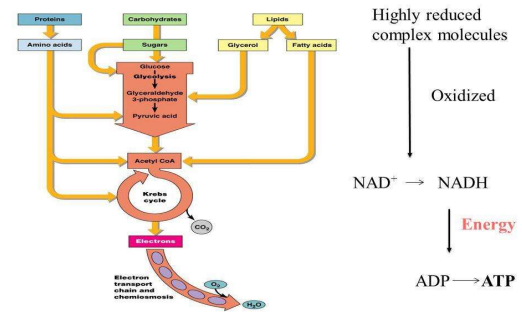 Proteins
Carbohydrates
Lipids
Amino acids
Sugars
Glycerol
Fatty acids
Glucose
Glycolysis
Glyceraldehyde
3-phosphate
Pyruvic acid
Acetyl CoA
Krebs
cycle
CO₂
Electrons
Electron
transport
chain and
chemiosmosis
O₂
H₂O
Highly reduced
complex molecules
Oxidized
NAD⁺ → NADH
Energy
ADP → ATP